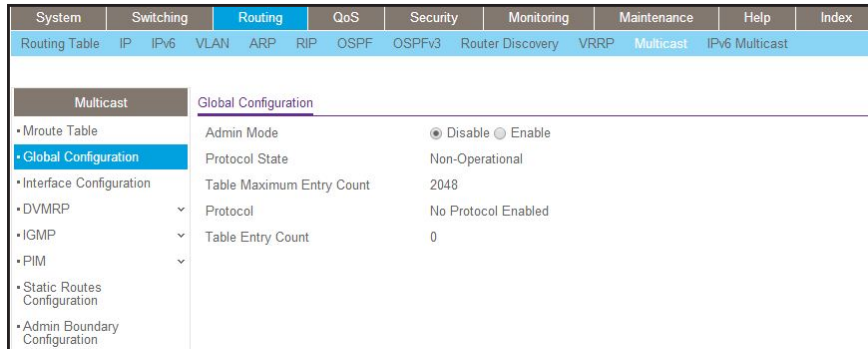 System Switching Routing QoS Security Monitoring Maintenance Help Index
Routing Table IP IPv6 VLAN ARP RIP OSPF OSPFv3 Router Discovery VRRP Multicast IPv6 Multicast
Multicast
Mroute Table
Global Configuration
Interface Configuration
DVMRP
IGMP
PIM
Static Routes
Configuration
Admin Boundary
Configuration
Global Configuration
Admin Mode Disable Enable
Protocol State Non-Operational
Table Maximum Entry Count 2048
Protocol No Protocol Enabled
Table Entry Count 0